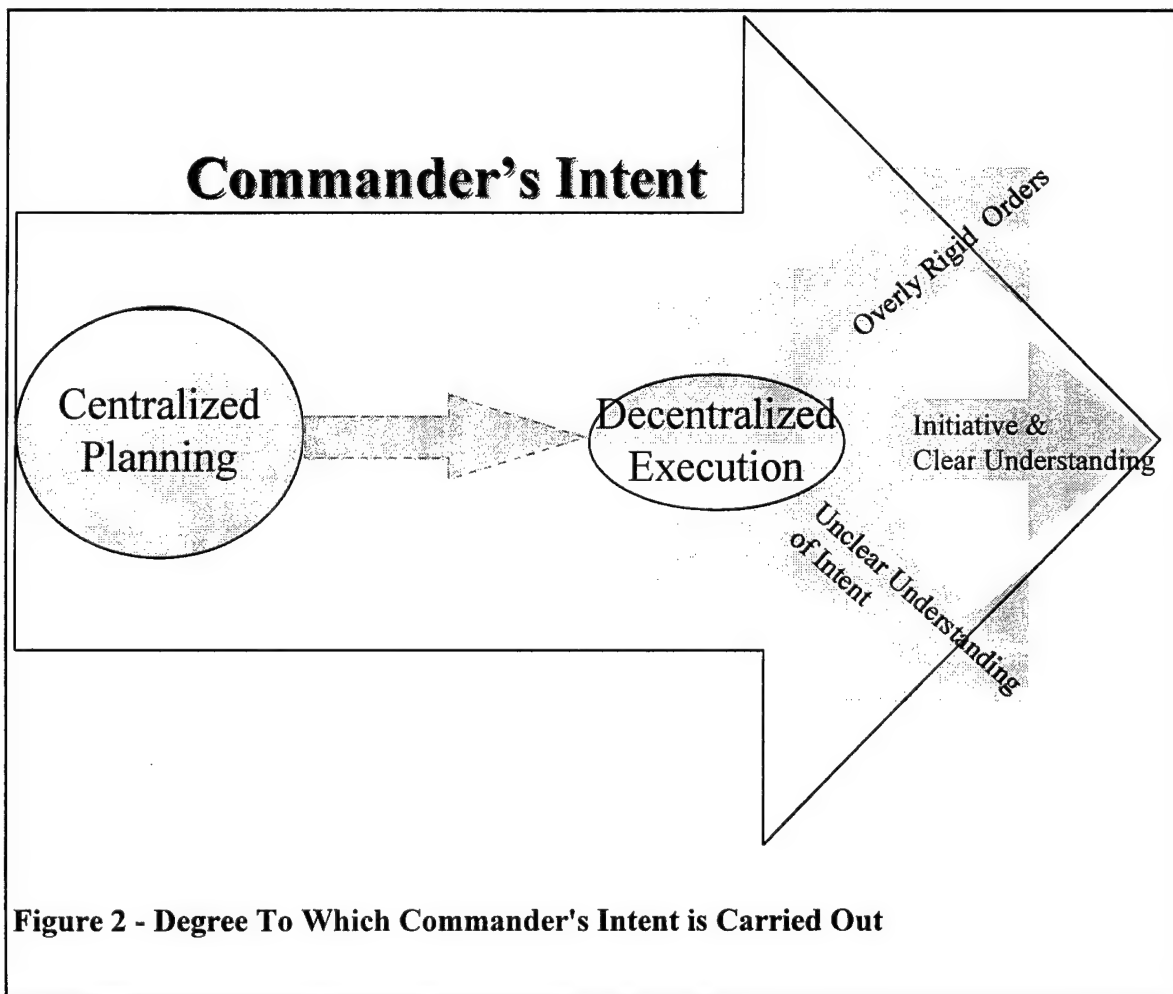 Commander's Intent
Overly Rigid Orders
Centralized
Planning
Decentralized
Execution
Initiative &
Clear Understanding
Unclear Understanding
of Intent
Figure 2 - Degree To Which Commander's Intent is Carried Out